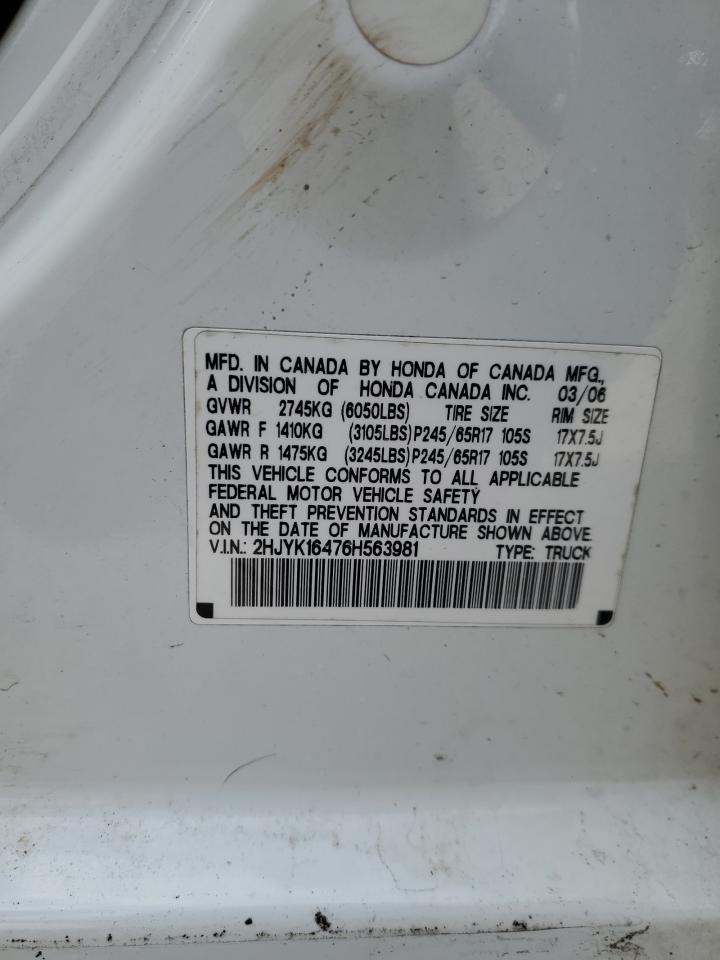 MFD. IN CANADA BY HONDA OF CANADA MFG.,
A DIVISION OF HONDA CANADA INC. 03/06
GVWR 2745KG (6050LBS) TIRE SIZE RIM SIZE
GAWR F 1410KG (3105LBS) P245/65R17 105S 17X7.5J
GAWR R 1475KG (3245LBS) P245/65R17 105S 17X7.5J
THIS VEHICLE CONFORMS TO ALL APPLICABLE
FEDERAL MOTOR VEHICLE SAFETY
AND THEFT PREVENTION STANDARDS IN EFFECT
ON THE DATE OF MANUFACTURE SHOWN ABOVE.
V.I.N.: 2HJYK16476H563981 TYPE: TRUCK